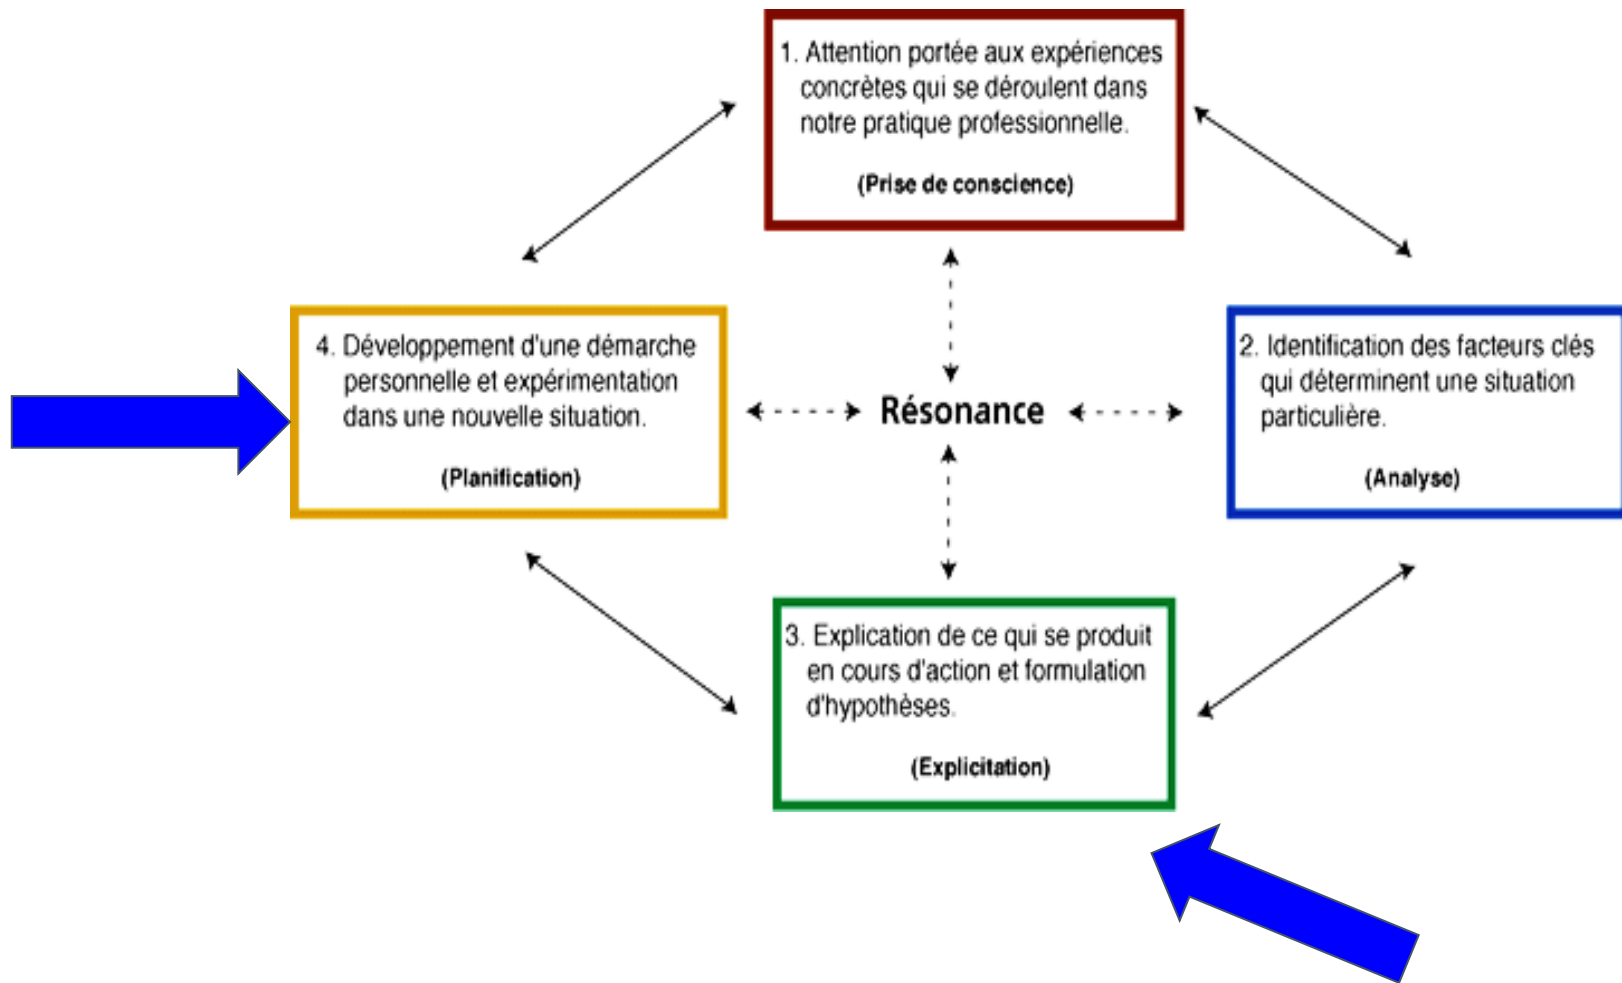 1. Attention portée aux expériences
concrètes qui se déroulent dans
notre pratique professionnelle.
(Prise de conscience)
4. Développement d'une démarche
personnelle et expérimentation
dans une nouvelle situation.
(Planification)
Résonance
2. Identification des facteurs clés
qui déterminent une situation
particulière.
(Analyse)
3. Explication de ce qui se produit
en cours d'action et formulation
d'hypothèses.
(Explicitation)